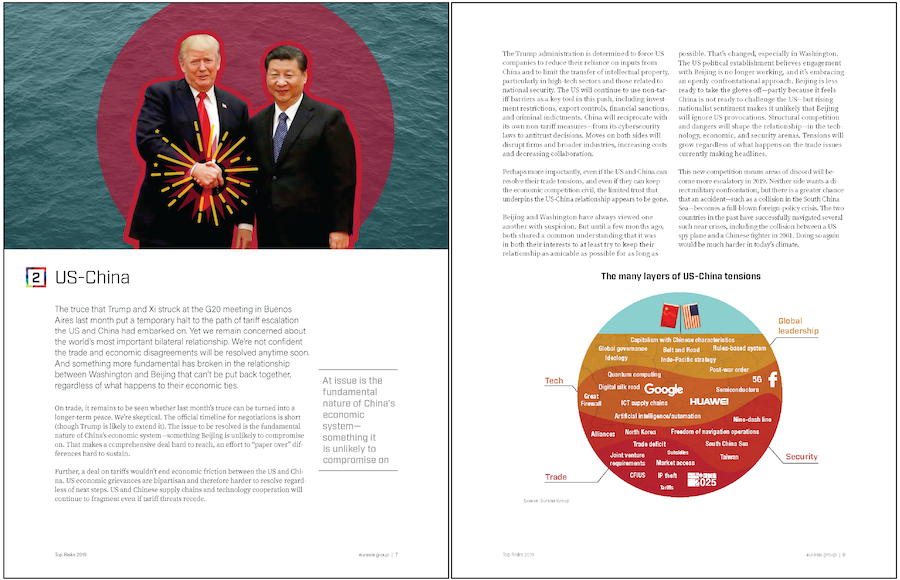 2 US-China
The truce that Trump and Xi struck at the G20 meeting in Buenos
Aires last month put a temporary halt to the path of tariff escalation
the US and China had embarked on. Yet we remain concerned about
the world's most important bilateral relationship. We're not confident
the trade and economic disagreements will be resolved anytime soon.
And something more fundamental has broken in the relationship
between Washington and Beijing that can't be put back together,
regardless of what happens to their economic ties.
On trade, it remains to be seen whether last month's truce can be turned into a
longer-term peace. We're skeptical. The official timeline for negotiations is short
(though Trump is likely to extend it). The issue to be resolved is the fundamental
nature of China's economic system—something Beijing is unlikely to compromise
on. That makes a comprehensive deal hard to reach, an effort to "paper over" dif-
ferences hard to sustain.
Further, a deal on tariffs wouldn't end economic friction between the US and Chi-
na. US economic grievances are bipartisan and therefore harder to resolve regard-
less of next steps. US and Chinese supply chains and technology cooperation will
continue to fragment even if tariff threats recede.
At issue is the
fundamental
nature of China's
economic
system—
something it
is unlikely to
compromise on
Top Risks 2019
eurasia group | 7
The Trump administration is determined to force US
companies to reduce their reliance on inputs from
China and to limit the transfer of intellectual property,
particularly in high-tech sectors and those related to
national security. The US will continue to use non-tar-
iff barriers as a key tool in this push, including invest-
ment restrictions, export controls, financial sanctions,
and criminal indictments. China will reciprocate with
its own non-tariff measures—from its cybersecurity
laws to antitrust decisions. Moves on both sides will
disrupt firms and broader industries, increasing costs
and decreasing collaboration.
Perhaps more importantly, even if the US and China can
resolve their trade tensions, and even if they can keep
the economic competition civil, the limited trust that
underpins the US-China relationship appears to be gone.
Beijing and Washington have always viewed one
another with suspicion. But until a few months ago,
both shared a common understanding that it was
in both their interests to at least try to keep their
relationship as amicable as possible for as long as
possible. That's changed, especially in Washington.
The US political establishment believes engagement
with Beijing is no longer working, and it's embracing
an openly confrontational approach. Beijing is less
ready to take the gloves off—partly because it feels
China is not ready to challenge the US—but rising
nationalist sentiment makes it unlikely that Beijing
will ignore US provocations. Structural competition
and dangers will shape the relationship—in the tech-
nology, economic, and security arenas. Tensions will
grow regardless of what happens on the trade issues
currently making headlines.
This new competition means areas of discord will be-
come more escalatory in 2019. Neither side wants a di-
rect military confrontation, but there is a greater chance
that an accident—such as a collision in the South China
Sea—becomes a full-blown foreign policy crisis. The two
countries in the past have successfully navigated several
such near crises, including the collision between a US
spy plane and a Chinese fighter in 2001. Doing so again
would be much harder in today's climate.
The many layers of US-China tensions
Global
leadership
Capitalism with Chinese characteristics
Global governance
Belt and Road
Rules-based system
Ideology
Indo-Pacific strategy
Post-war order
Tech
Quantum computing
5G
f
Digital silk road
Google
Semiconductors
Great
Firewall
ICT supply chains
HUAWEI
Artificial intelligence/automation
Nine-dash line
Alliances
North Korea
Freedom of navigation operations
Trade deficit
South China Sea
Joint venture
requirements
Subsidies
Market access
Taiwan
Security
Trade
CFIUS
IP theft
025
Tariffs
Source: Eurasia Group
Top Risks 2019